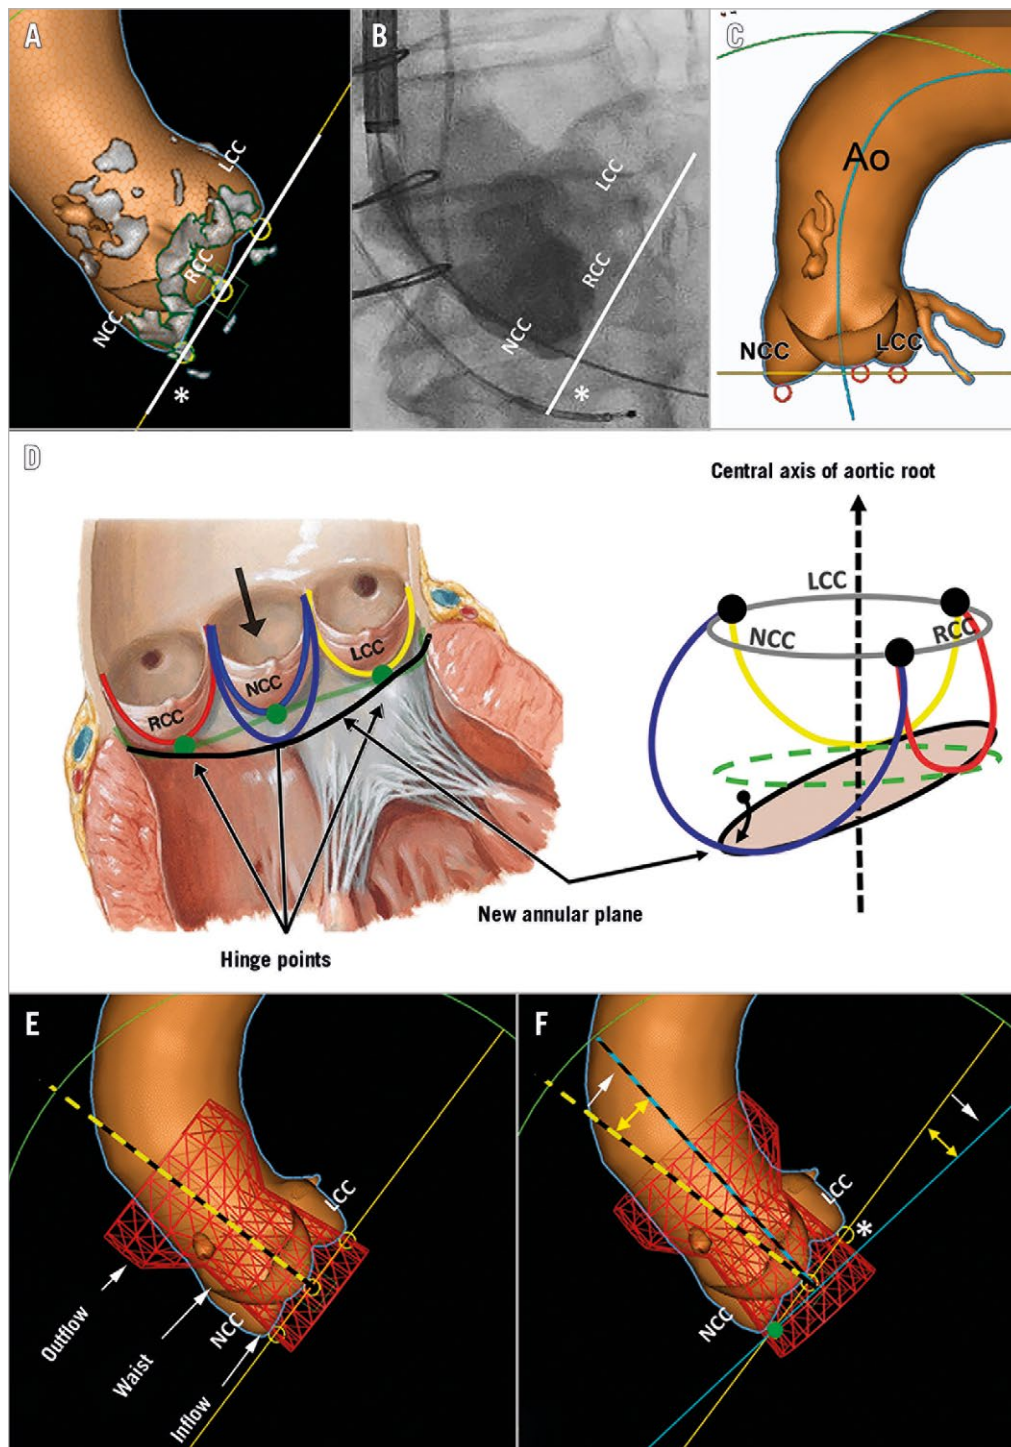 A
LCC
RCC
NCC
*
B
LCC
RCC
NCC
*
C
Ao
NCC
LCC
D
Central axis of aortic root
LCC
NCC
RCC
LCC
NCC
RCC
New annular plane
Hinge points
E
LCC
NCC
Outflow
Waist
Inflow
F
LCC
*
NCC